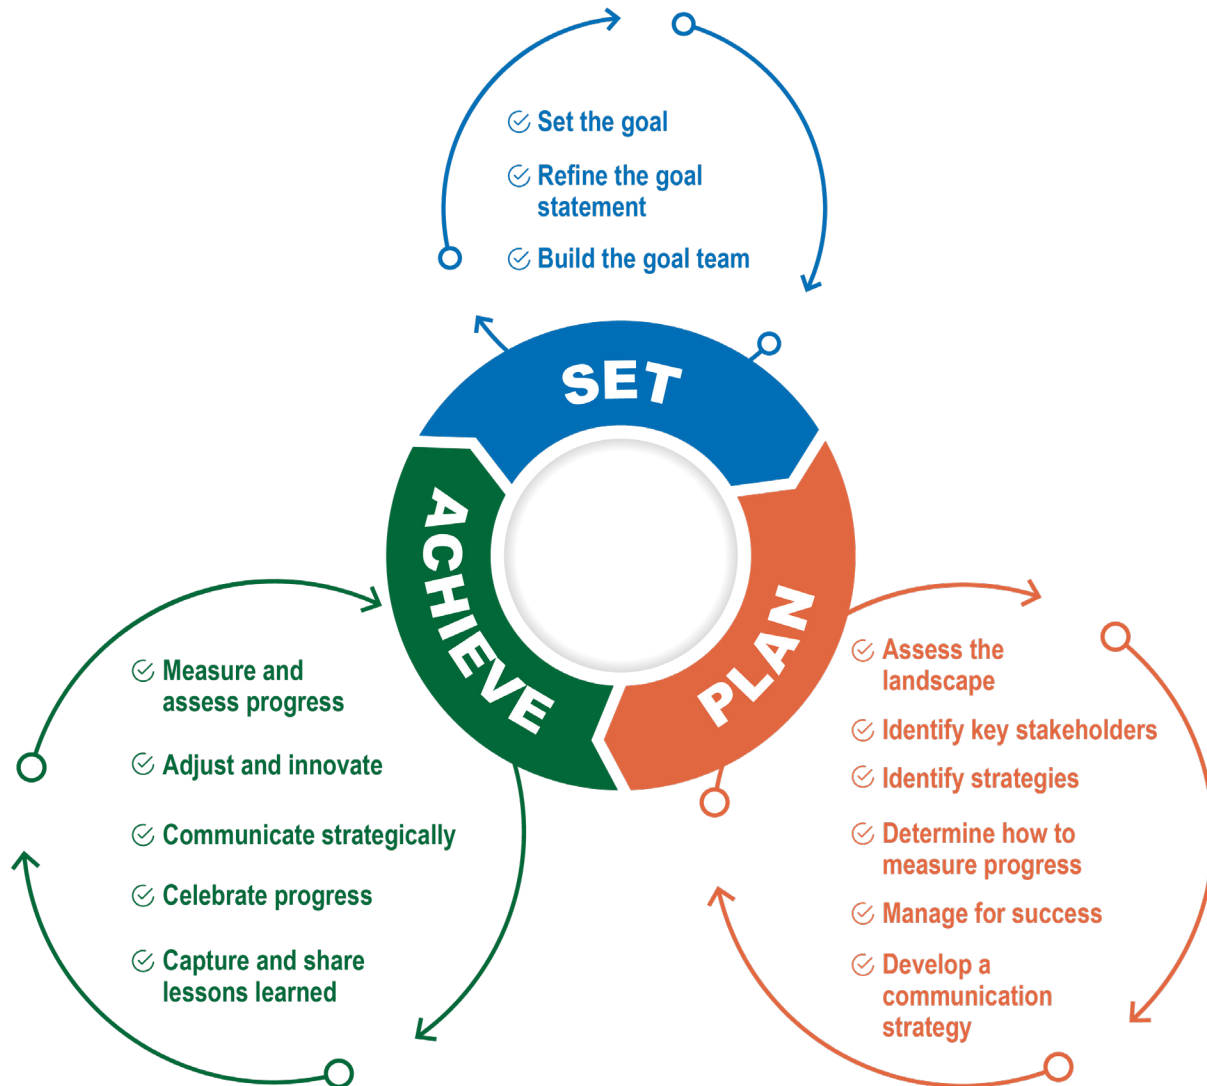 Set the goal
Refine the goal
statement
Build the goal team
SET
ACHIEVE
PLAN
Measure and
assess progress
Adjust and innovate
Communicate strategically
Celebrate progress
Capture and share
lessons learned
Assess the
landscape
Identify key stakeholders
Identify strategies
Determine how to
measure progress
Manage for success
Develop a
communication
strategy